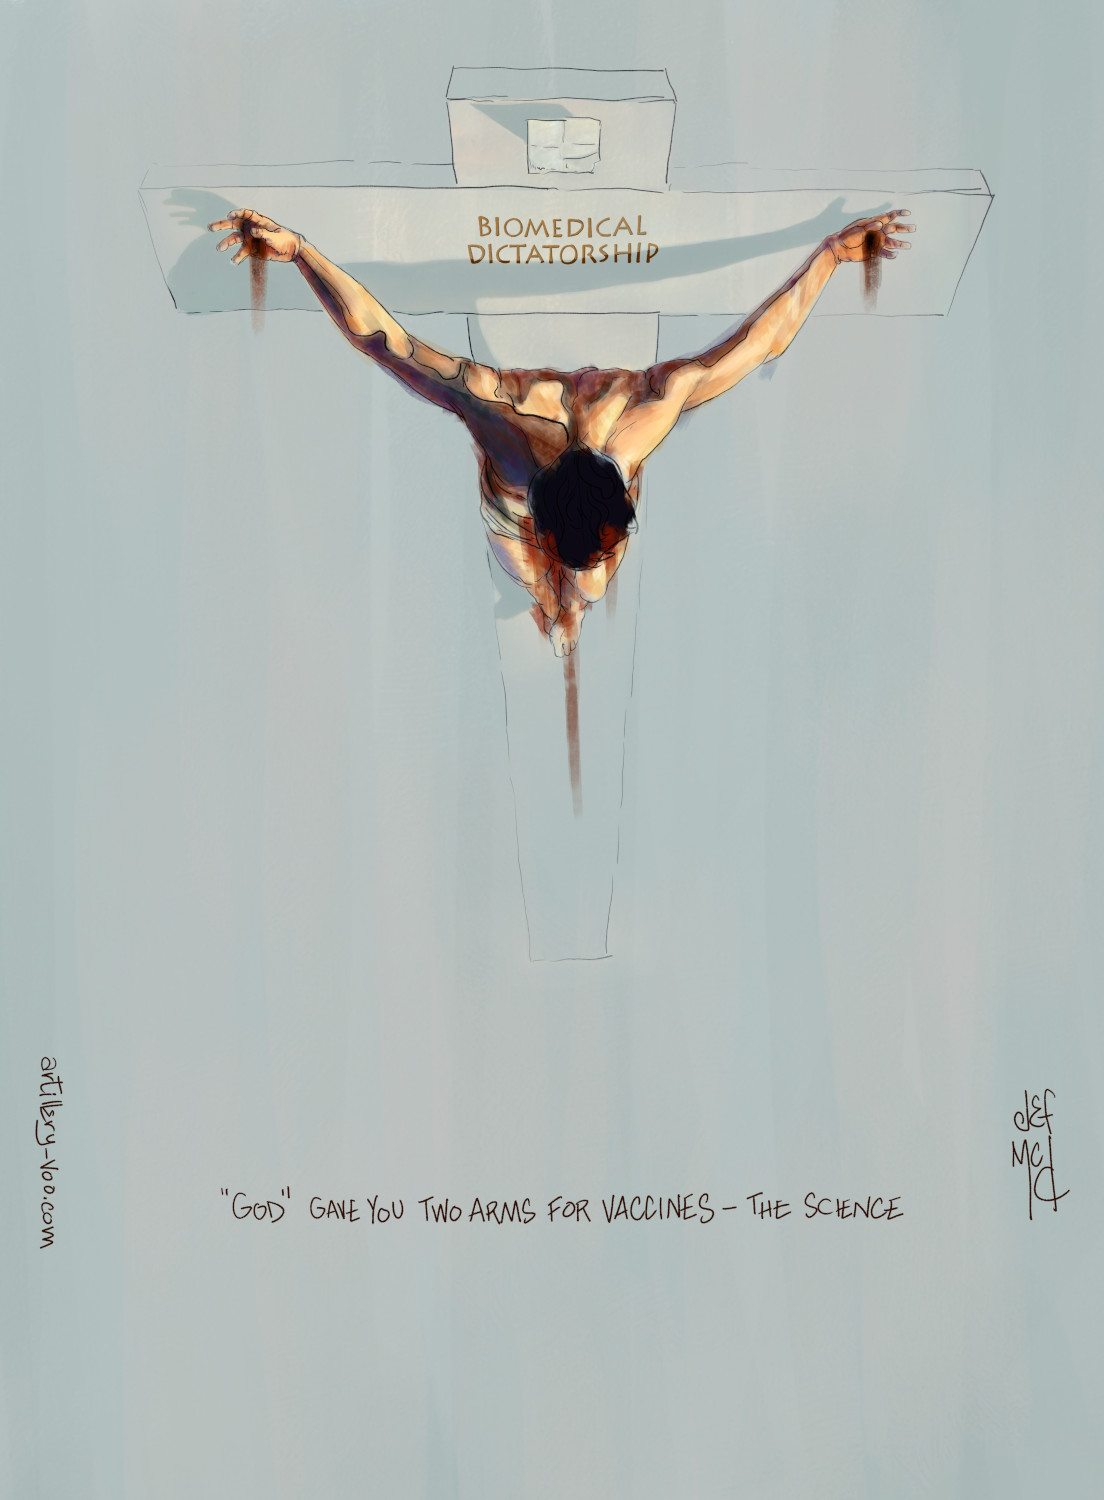 BIOMEDICAL
DICTATORSHIP
"GOD" GAVE YOU TWO ARMS FOR VACCINES - THE SCIENCE
artillery-voo.com